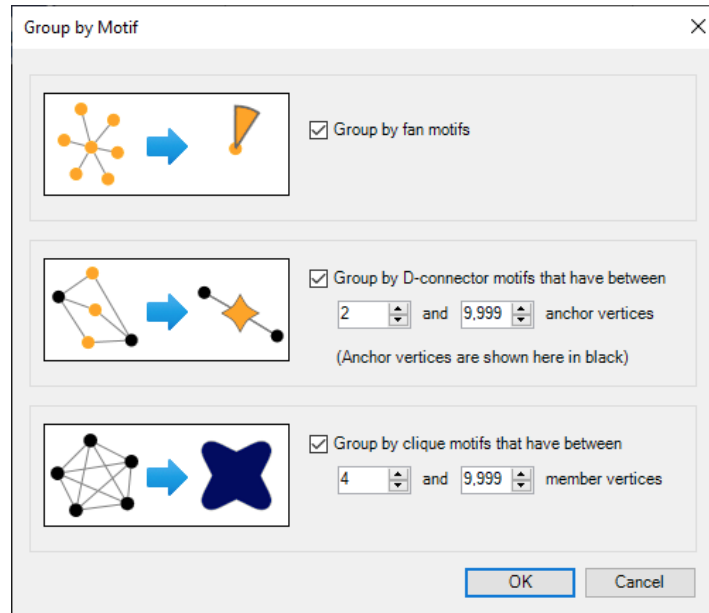 Group by Motif
Group by fan motifs
Group by D-connector motifs that have between
2 and 9,999 anchor vertices
(Anchor vertices are shown here in black)
Group by clique motifs that have between
4 and 9,999 member vertices
OK Cancel